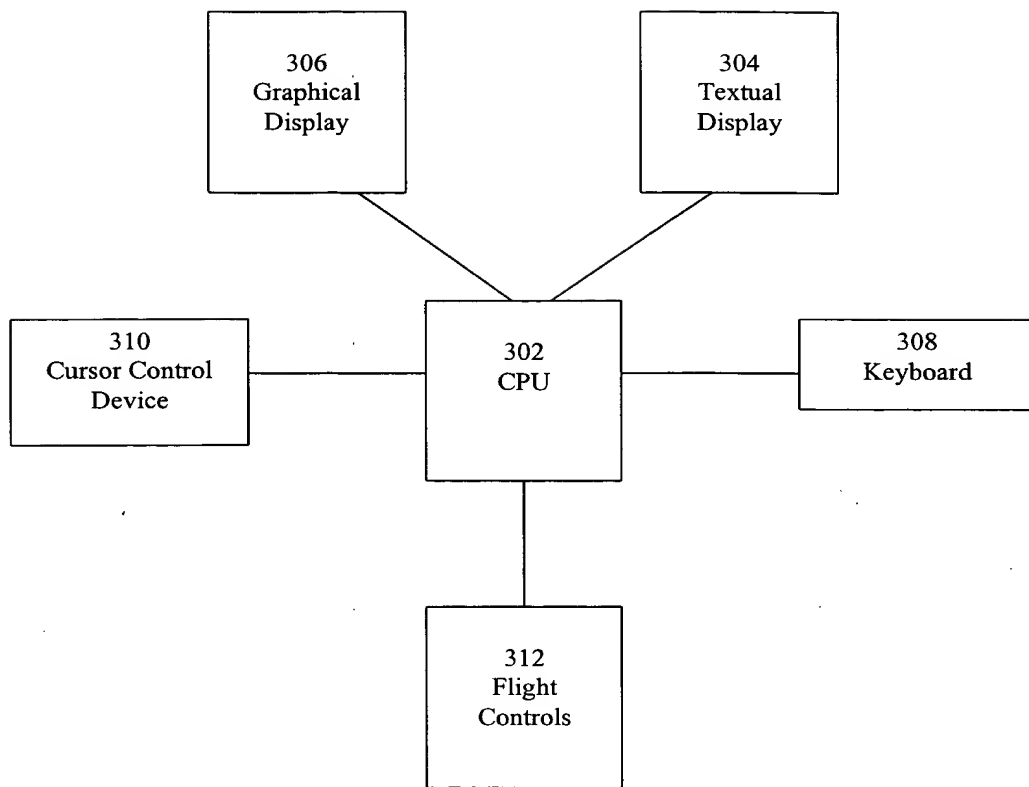 306
Graphical
Display
304
Textual
Display
310
Cursor Control
Device
302
CPU
308
Keyboard
312
Flight
Controls